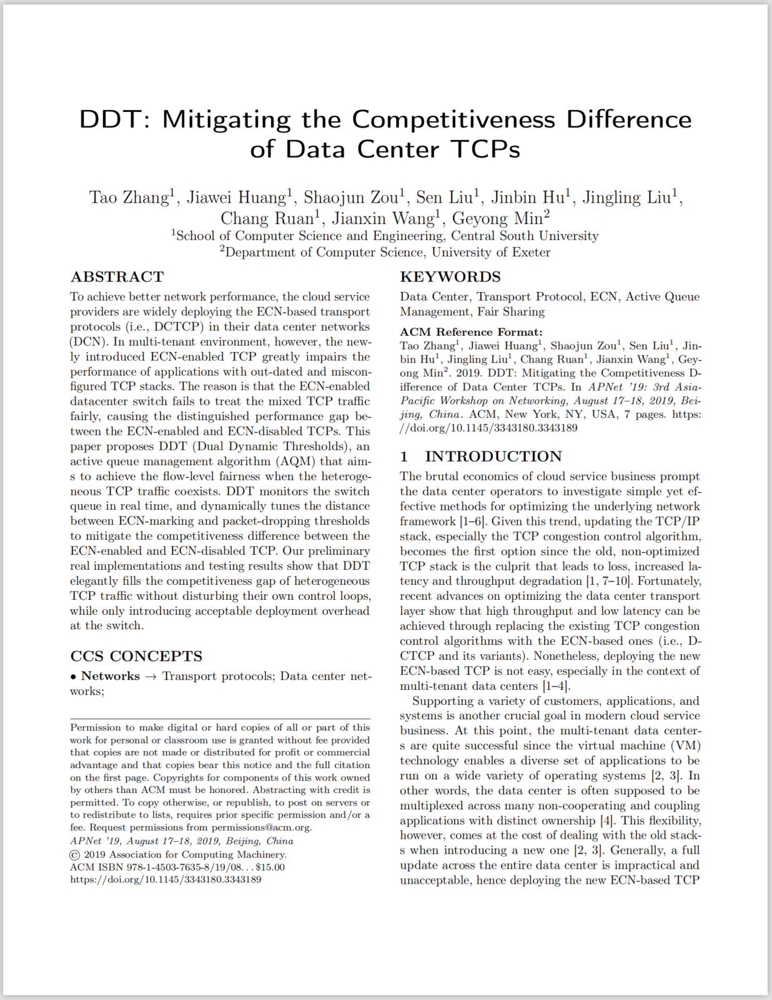 DDT: Mitigating the Competitiveness Difference
of Data Center TCPs
Tao Zhang1, Jiawei Huang1, Shaojun Zou1, Sen Liu1, Jinbin Hu1, Jingling Liu1,
Chang Ruan1, Jianxin Wang1, Geyong Min2
1School of Computer Science and Engineering, Central South University
2Department of Computer Science, University of Exeter
ABSTRACT
To achieve better network performance, the cloud service
providers are widely deploying the ECN-based transport
protocols (i.e., DCTCP) in their data center networks
(DCN). In multi-tenant environment, however, the new-
ly introduced ECN-enabled TCP greatly impairs the
performance of applications with out-dated and miscon-
figured TCP stacks. The reason is that the ECN-enabled
datacenter switch fails to treat the mixed TCP traffic
fairly, causing the distinguished performance gap be-
tween the ECN-enabled and ECN-disabled TCPs. This
paper proposes DDT (Dual Dynamic Thresholds), an
active queue management algorithm (AQM) that aim-
s to achieve the flow-level fairness when the heteroge-
neous TCP traffic coexists. DDT monitors the switch
queue in real time, and dynamically tunes the distance
between ECN-marking and packet-dropping thresholds
to mitigate the competitiveness difference between the
ECN-enabled and ECN-disabled TCP. Our preliminary
real implementations and testing results show that DDT
elegantly fills the competitiveness gap of heterogeneous
TCP traffic without disturbing their own control loops,
while only introducing acceptable deployment overhead
at the switch.
CCS CONCEPTS
• Networks → Transport protocols; Data center net-
works;
Permission to make digital or hard copies of all or part of this
work for personal or classroom use is granted without fee provided
that copies are not made or distributed for profit or commercial
advantage and that copies bear this notice and the full citation
on the first page. Copyrights for components of this work owned
by others than ACM must be honored. Abstracting with credit is
permitted. To copy otherwise, or republish, to post on servers or
to redistribute to lists, requires prior specific permission and/or a
fee. Request permissions from permissions@acm.org.
APNet '19, August 17–18, 2019, Beijing, China
© 2019 Association for Computing Machinery.
ACM ISBN 978-1-4503-7635-8/19/08...$15.00
https://doi.org/10.1145/3343180.3343189
KEYWORDS
Data Center, Transport Protocol, ECN, Active Queue
Management, Fair Sharing
ACM Reference Format:
Tao Zhang1, Jiawei Huang1, Shaojun Zou1, Sen Liu1, Jin-
bin Hu1, Jingling Liu1, Chang Ruan1, Jianxin Wang1, Gey-
ong Min2. 2019. DDT: Mitigating the Competitiveness D-
ifference of Data Center TCPs. In APNet '19: 3rd Asia-
Pacific Workshop on Networking, August 17–18, 2019, Bei-
jing, China. ACM, New York, NY, USA, 7 pages. https:
//doi.org/10.1145/3343180.3343189
1 INTRODUCTION
The brutal economics of cloud service business prompt
the data center operators to investigate simple yet ef-
fective methods for optimizing the underlying network
framework [1–6]. Given this trend, updating the TCP/IP
stack, especially the TCP congestion control algorithm,
becomes the first option since the old, non-optimized
TCP stack is the culprit that leads to loss, increased la-
tency and throughput degradation [1, 7–10]. Fortunately,
recent advances on optimizing the data center transport
layer show that high throughput and low latency can be
achieved through replacing the existing TCP congestion
control algorithms with the ECN-based ones (i.e., D-
CTCP and its variants). Nonetheless, deploying the new
ECN-based TCP is not easy, especially in the context of
multi-tenant data centers [1–4].
Supporting a variety of customers, applications, and
systems is another crucial goal in modern cloud service
business. At this point, the multi-tenant data center-
s are quite successful since the virtual machine (VM)
technology enables a diverse set of applications to be
run on a wide variety of operating systems [2, 3]. In
other words, the data center is often supposed to be
multiplexed across many non-cooperating and coupling
applications with distinct ownership [4]. This flexibility,
however, comes at the cost of dealing with the old stack-
s when introducing a new one [2, 3]. Generally, a full
update across the entire data center is impractical and
unacceptable, hence deploying the new ECN-based TCP